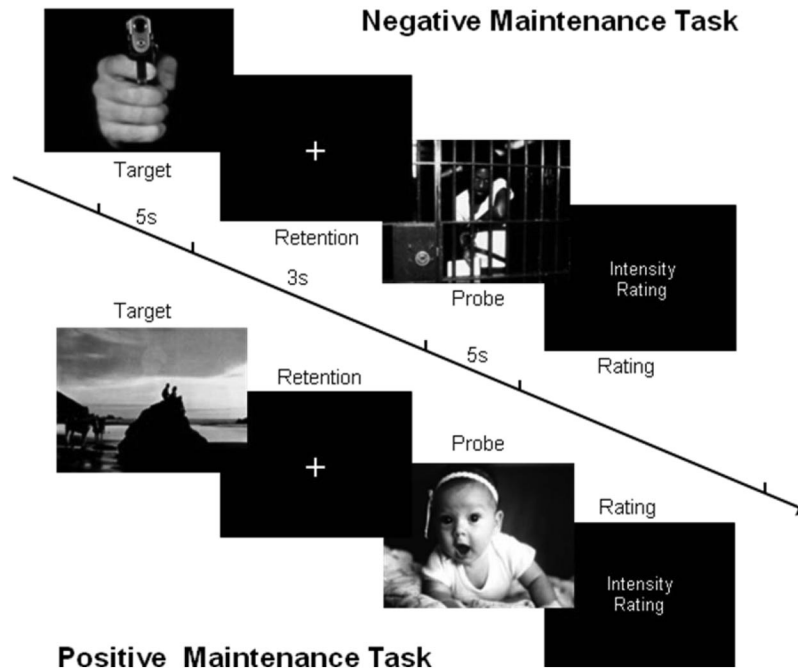 Negative Maintenance Task
Target
5s
Retention
3s
Probe
Intensity
Rating
5s
Rating
Target
Retention
Probe
Rating
Intensity
Rating
Positive Maintenance Task